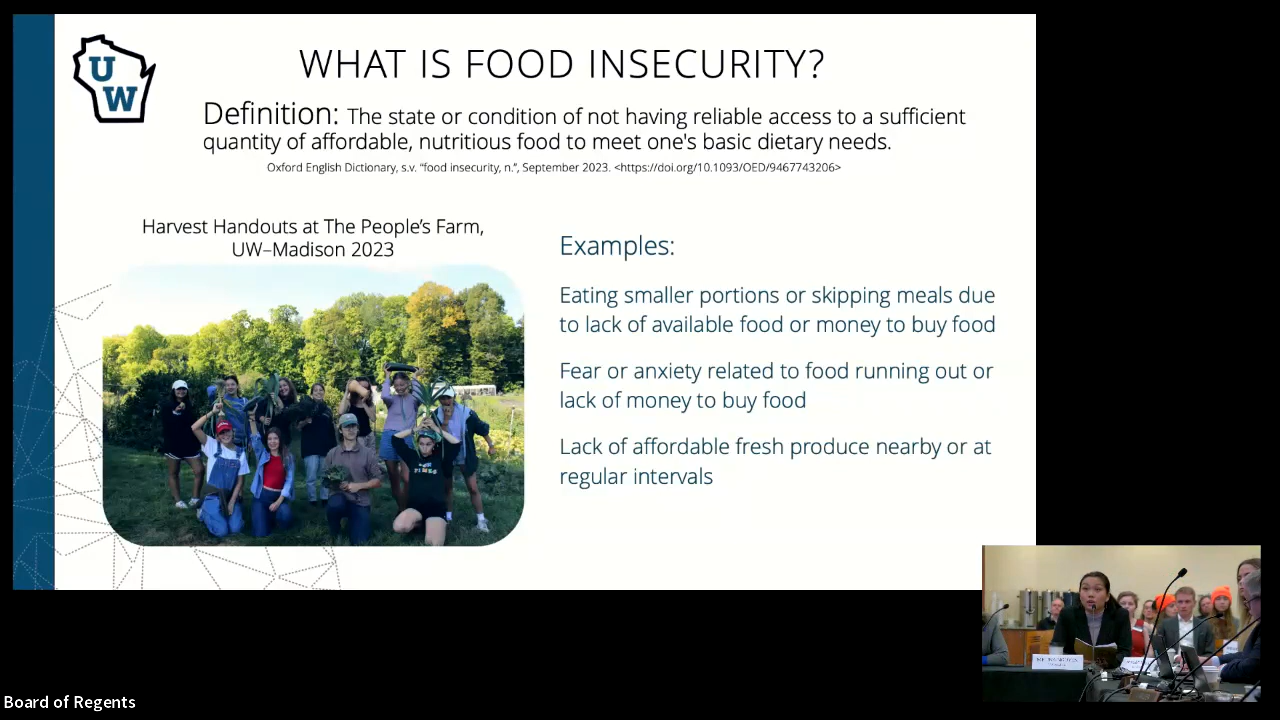 U
W
WHAT IS FOOD INSECURITY?
Definition: The state or condition of not having reliable access to a sufficient
quantity of affordable, nutritious food to meet one's basic dietary needs.
Oxford English Dictionary, s.v. “food insecurity, n.”, September 2023. <https://doi.org/10.1093/OED/9467743206>
Harvest Handouts at The People’s Farm,
UW–Madison 2023
Examples:
Eating smaller portions or skipping meals due
to lack of available food or money to buy food
Fear or anxiety related to food running out or
lack of money to buy food
Lack of affordable fresh produce nearby or at
regular intervals
Board of Regents